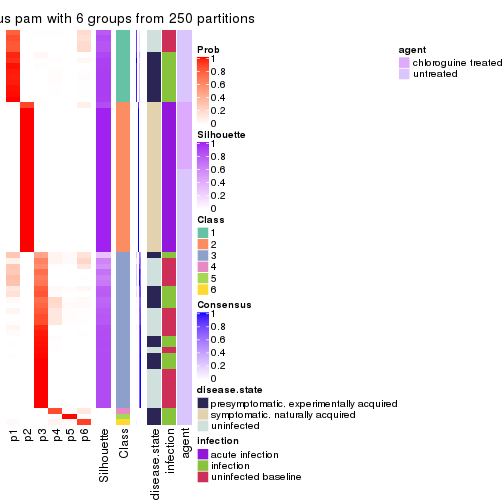 us pam with 6 groups from 250 partitions
Prob
1
0.8
0.6
0.4
0.2
0
Silhouette
1
0.8
0.6
0.4
0.2
0
Class
1
2
3
4
5
6
Consensus
1
0.8
0.6
0.4
0.2
0
disease.state
presymptomatic, experimentally acquired
symptomatic, naturally acquired
uninfected
infection
acute infection
infection
uninfected baseline
agent
chloroguine treated
untreated
p1
p2
p3
p4
p5
p6
Silhouette
Class
disease.state
infection
agent